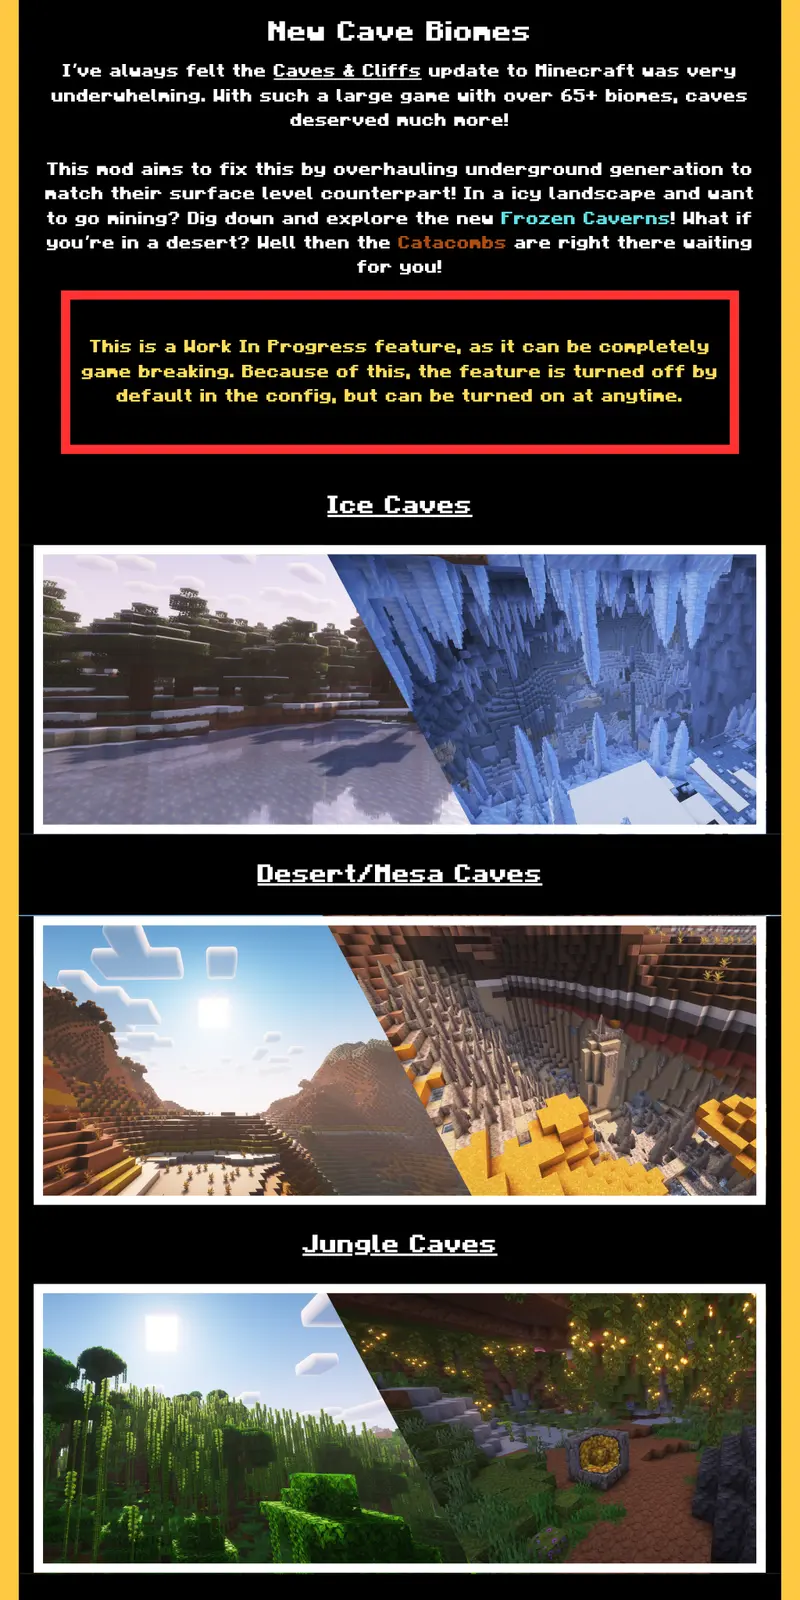 New Cave Biomes
I've always felt the Caves & Cliffs update to Minecraft was very
underwhelming. With such a large game with over 65+ biomes, caves
deserved much more!
This mod aims to fix this by overhauling underground generation to
match their surface level counterpart! In a icy landscape and want
to go mining? Dig down and explore the new Frozen Caverns! What if
you're in a desert? Well then the Catacombs are right there waiting
for you!
This is a Work In Progress feature, as it can be completely
game breaking. Because of this, the feature is turned off by
default in the config, but can be turned on at anytime.
Ice Caves
Desert/Mesa Caves
Jungle Caves